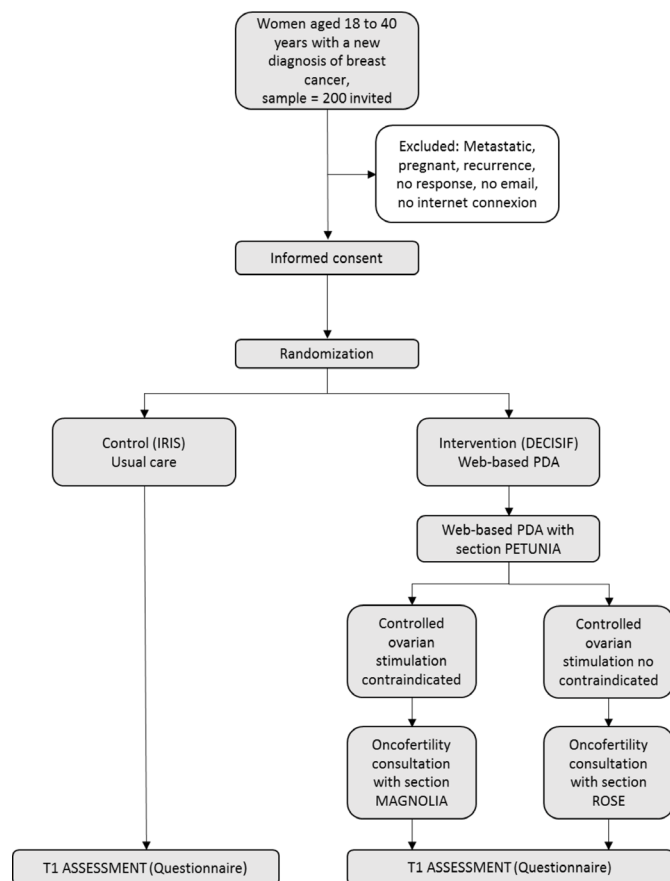 Women aged 18 to 40
years with a new
diagnosis of breast
cancer,
sample = 200 invited
Excluded: Metastatic,
pregnant, recurrence,
no response, no email,
no internet connexion
Informed consent
Randomization
Control (IRIS)
Usual care
Intervention (DECISIF)
Web-based PDA
Web-based PDA with
section PETUNIA
Controlled
ovarian
stimulation
contraindicated
Controlled
ovarian
stimulation no
contraindicated
Oncofertility
consultation
with section
MAGNOLIA
Oncofertility
consultation
with section
ROSE
T1 ASSESSMENT (Questionnaire)
T1 ASSESSMENT (Questionnaire)